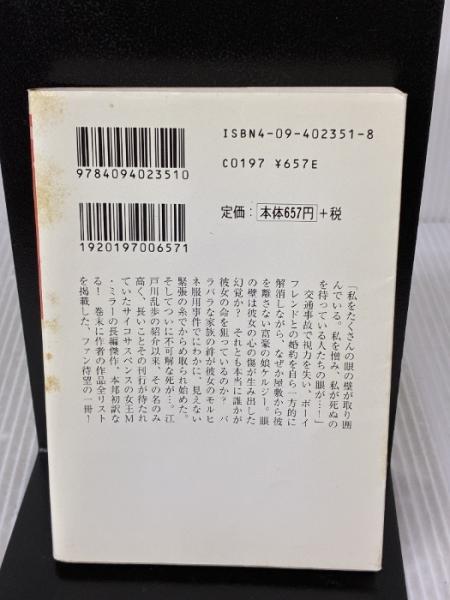 ISBN4-09-402351-8
C0197 ¥657E
定価：本体657円+税
9784094023510
1920197006571
「私をたくさんの眼の壁が取り囲
んでいる。私を憎み、私が死ぬの
を待っている人たちの眼が…！」
交通事故で視力を失い、ボーイ
フレンドとの婚約を自ら一方的に
解消しながら、なぜか屋敷から彼
を離さない富豪の娘ケルジー。眼
の壁は彼女の心の傷が生み出した
幻覚か？それとも本当に誰かが
彼女の命を狙っているのか？バ
ラバラな家族の絆が彼女のモルヒ
ネ服用事件でにわかに、見えない
緊張の糸でからめ取られ始めた。
そしてついに不可解な死が…。江
戸川乱歩の紹介以来、その名のみ
高く、長いことその刊行が待たれ
ていたサイコサスペンスの女王M
・ミラーの長編傑作、本邦初訳な
る！巻末に作者の作品全リスト
を掲載した、ファン待望の一冊！